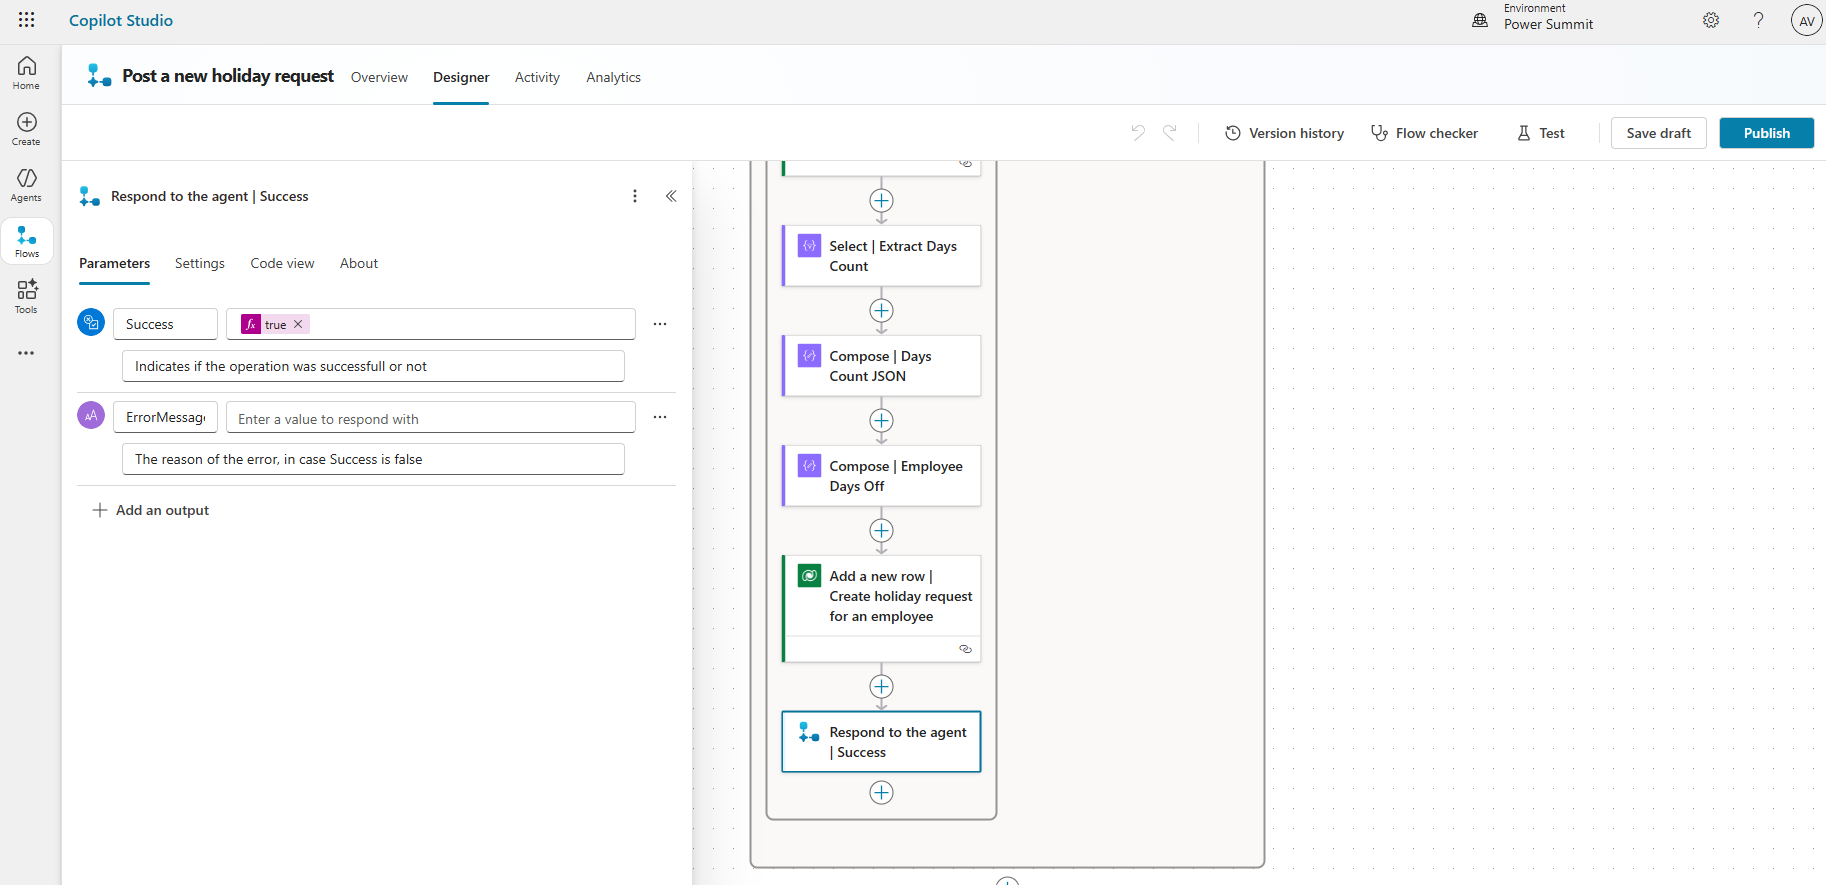 Copilot Studio
Environment
Power Summit
AV
Home
Create
Agents
Flows
Tools
Post a new holiday request
Overview
Designer
Activity
Analytics
Version history
Flow checker
Test
Save draft
Publish
Respond to the agent | Success
Parameters
Settings
Code view
About
Success
fx true
Indicates if the operation was successfull or not
AA
ErrorMessag
Enter a value to respond with
The reason of the error, in case Success is false
Add an output
Select | Extract Days
Count
Compose | Days
Count JSON
Compose | Employee
Days Off
Add a new row |
Create holiday request
for an employee
Respond to the agent
| Success